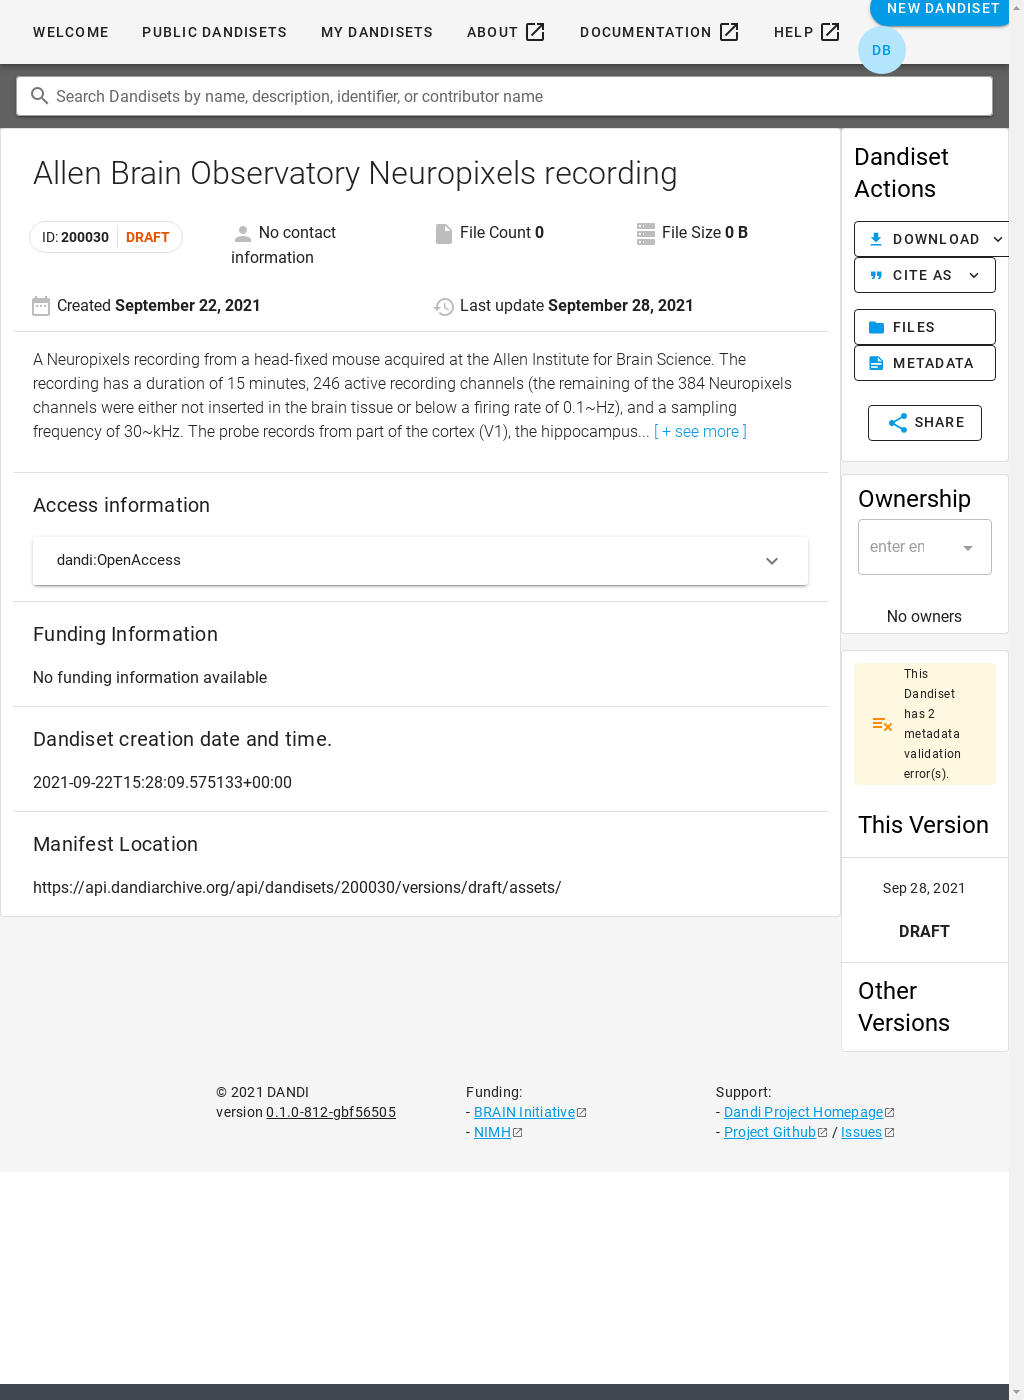 WELCOME PUBLIC DANDISETS MY DANDISETS ABOUT DOCUMENTATION HELP NEW DANDISET
DB
Search Dandisets by name, description, identifier, or contributor name
Allen Brain Observatory Neuropixels recording
ID: 200030 DRAFT
No contact
information
File Count 0
File Size 0 B
Created September 22, 2021
Last update September 28, 2021
A Neuropixels recording from a head-fixed mouse acquired at the Allen Institute for Brain Science. The
recording has a duration of 15 minutes, 246 active recording channels (the remaining of the 384 Neuropixels
channels were either not inserted in the brain tissue or below a firing rate of 0.1~Hz), and a sampling
frequency of 30~kHz. The probe records from part of the cortex (V1), the hippocampus... [ + see more ]
Access information
dandi:OpenAccess
Funding Information
No funding information available
Dandiset creation date and time.
2021-09-22T15:28:09.575133+00:00
Manifest Location
https://api.dandiarchive.org/api/dandisets/200030/versions/draft/assets/
Dandiset
Actions
DOWNLOAD
CITE AS
FILES
METADATA
SHARE
Ownership
enter en
No owners
This
Dandiset
has 2
metadata
validation
error(s).
This Version
Sep 28, 2021
DRAFT
Other
Versions
© 2021 DANDI
version 0.1.0-812-gbf56505
Funding:
- BRAIN Initiative
- NIMH
Support:
- Dandi Project Homepage
- Project Github / Issues